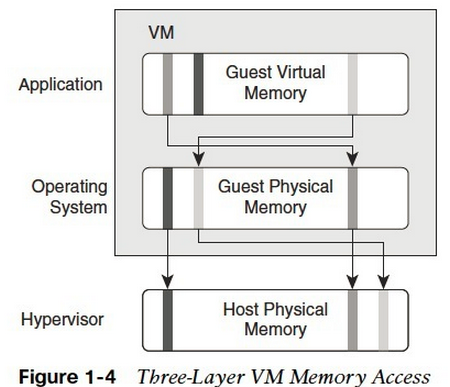 VM
Application
Guest Virtual
Memory
Operating
System
Guest Physical
Memory
Hypervisor
Host Physical
Memory
Figure 1-4 Three-Layer VM Memory Access